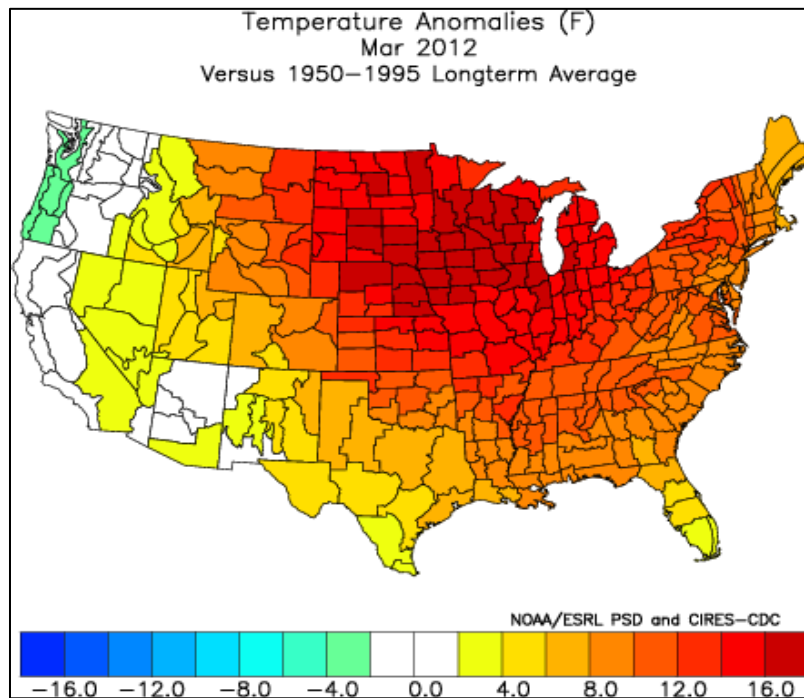 Temperature Anomalies (F)
Mar 2012
Versus 1950–1995 Longterm Average
NOAA/ESRL PSD and CIRES–CDC
−16.0 −12.0 −8.0 −4.0 0.0 4.0 8.0 12.0 16.0